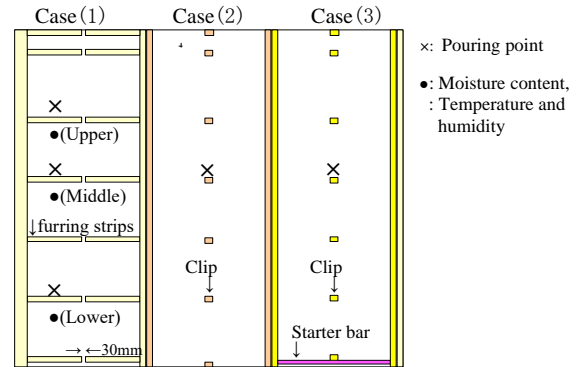 Case(1) Case(2) Case(3)
×: Pouring point
●: Moisture content,
: Temperature and
humidity
×
●(Upper)
× × ×
●(Middle)
↓furring strips
Clip Clip
↓ ↓
×
●(Lower)
Starter bar
↓
→ ←30mm